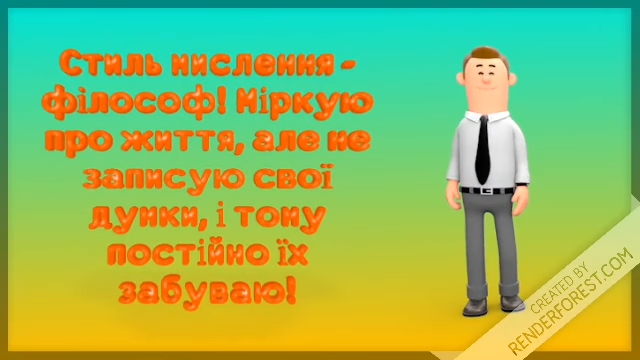 Стиль мислення -
філософ! Міркую
про життя, але не
записую свої
думки, і тому
постійно їх
забуваю!
CREATED BY
RENDERFOREST.COM